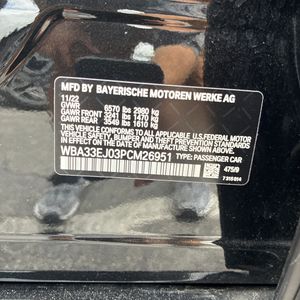 MFD BY BAYERISCHE MOTOREN WERKE AG
11/22
GVWR 6570 lbs 2980 kg
GAWR FRONT 3241 lbs 1470 kg
GAWR REAR 3549 lbs 1610 kg
THIS VEHICLE CONFORMS TO ALL APPLICABLE U.S. FEDERAL
MOTOR VEHICLE SAFETY, BUMPER, AND THEFT PREVENTION
STANDARDS IN EFFECT ON THE DATE OF MANUFACTURE SHOWN ABOVE.
WBA33EJ03PCM26951 TYPE: PASSENGER CAR
475/9